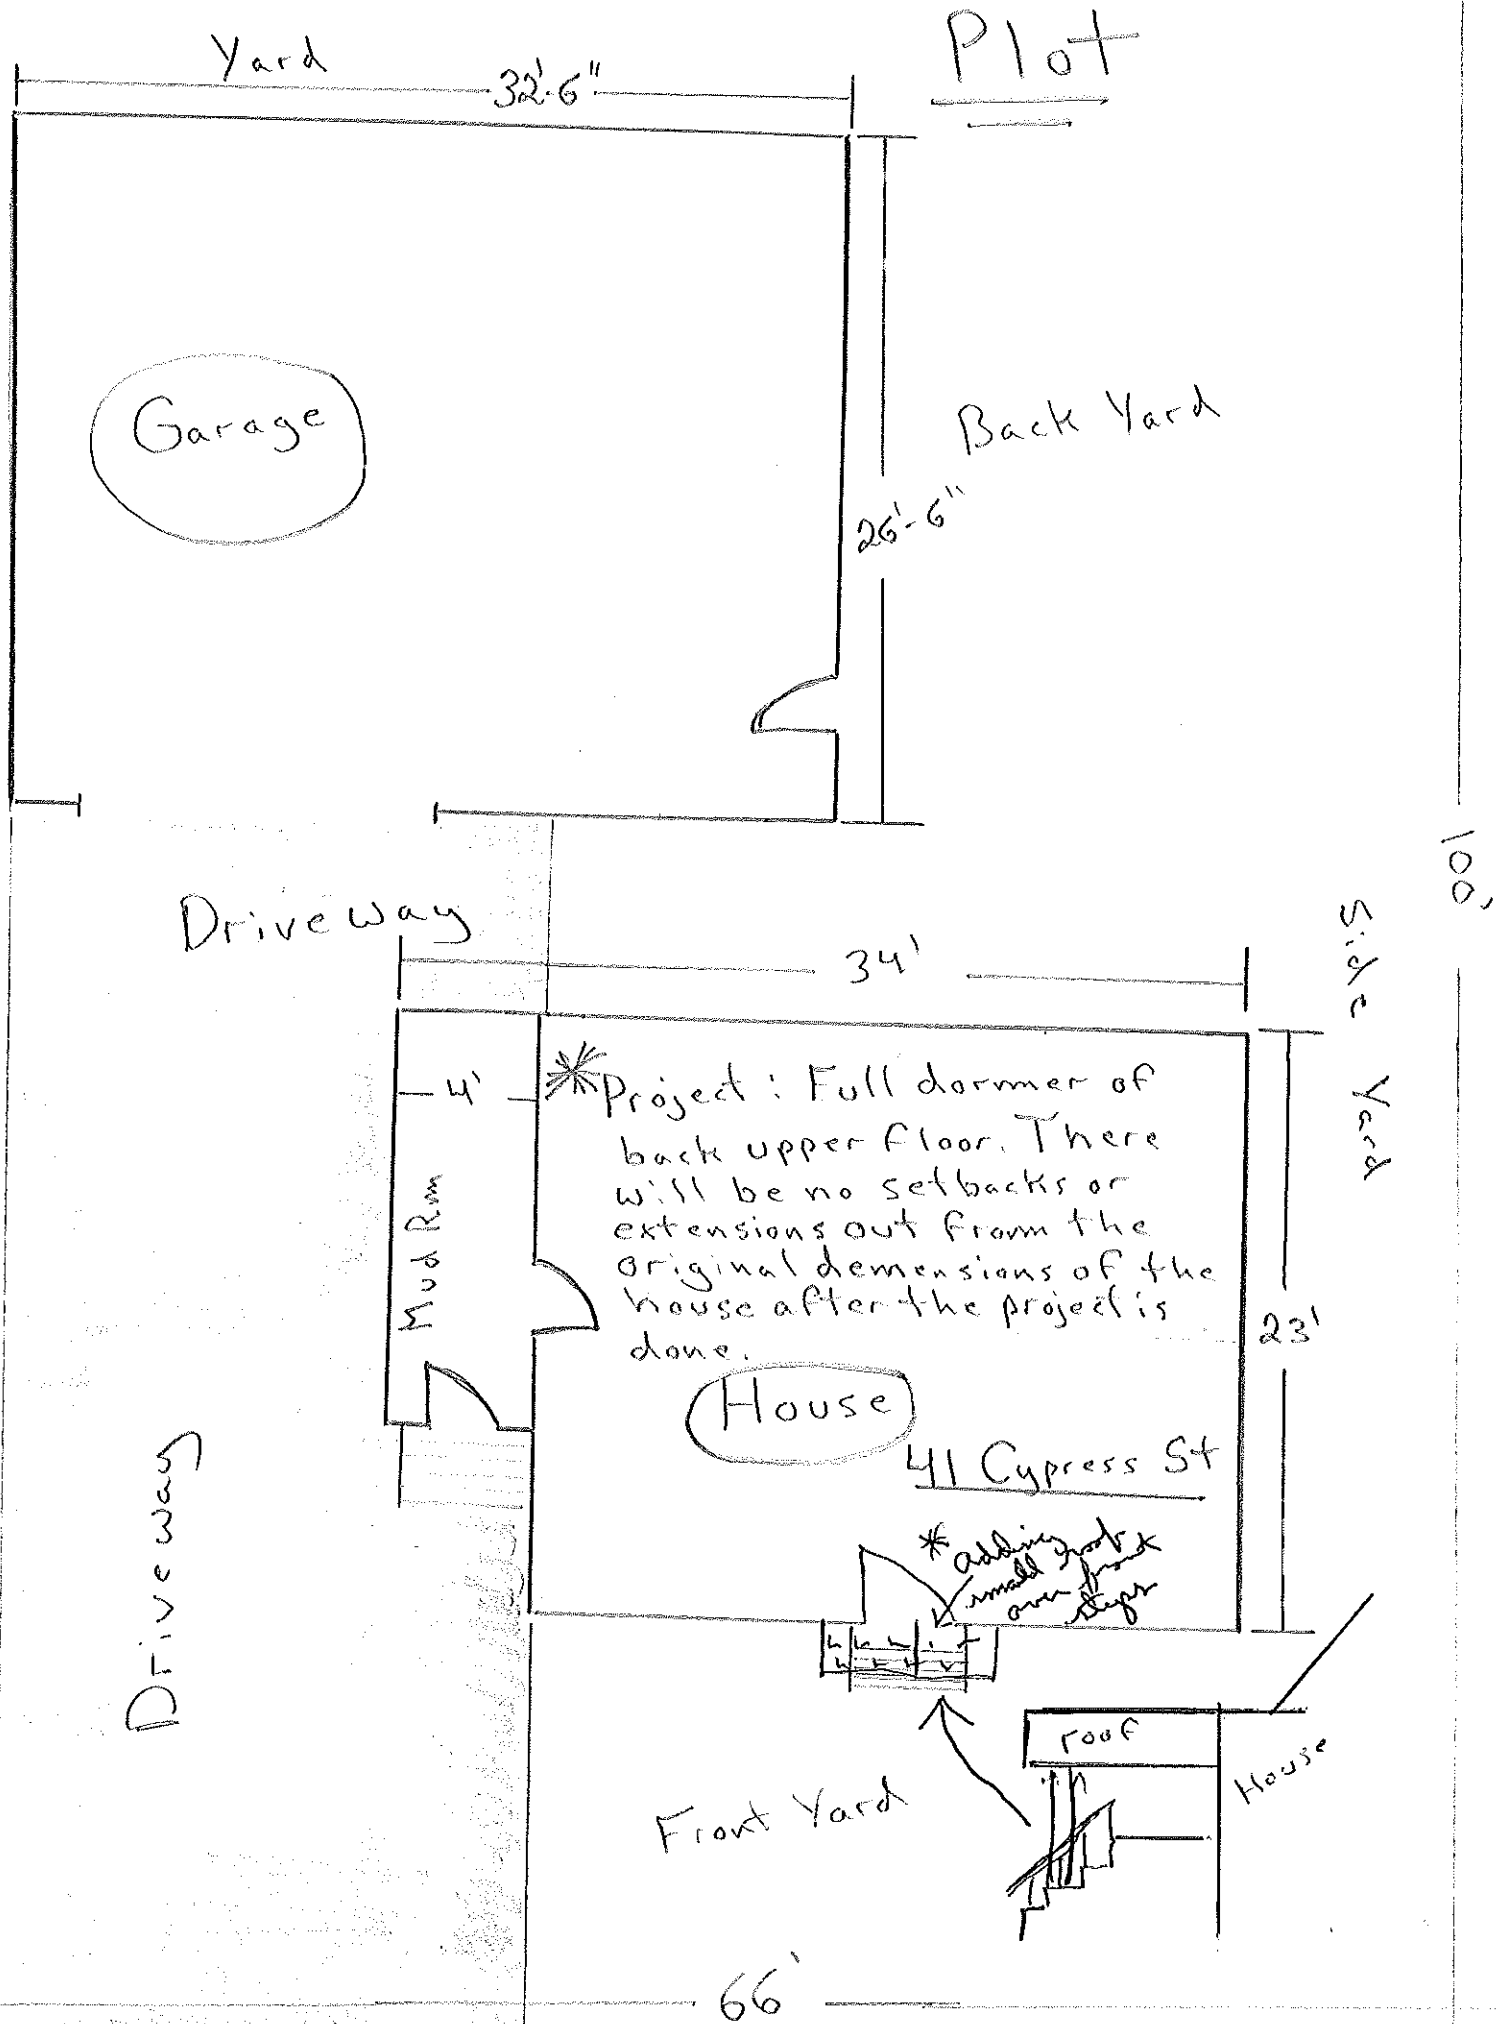 Plot
Yard
32'-6"
Garage
Back Yard
26'-6"
Driveway
34'
100'
Side Yard
4'
Mud Rm
* Project: Full dormer of
back upper floor. There
will be no setbacks or
extensions out from the
original demensions of the
house after the project is
done.
23'
House
41 Cypress St
Driveway
* adding
small roof
over front
steps
roof
House
Front Yard
66'